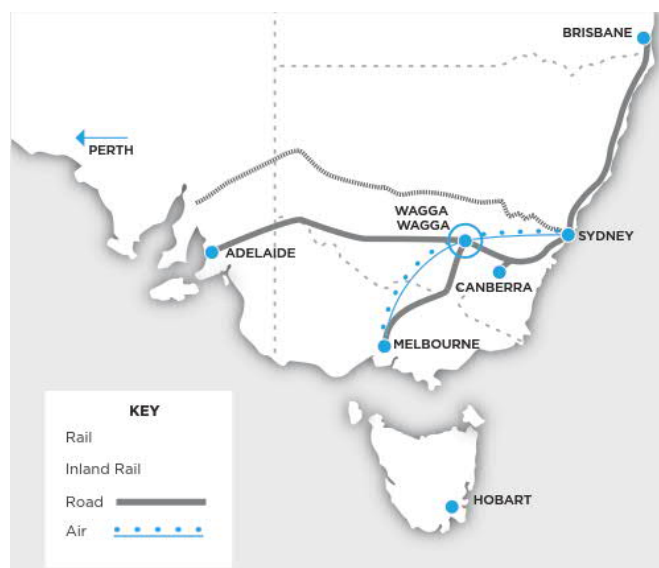 BRISBANE
PERTH
WAGGA
WAGGA
SYDNEY
ADELAIDE
CANBERRA
MELBOURNE
KEY
Rail
Inland Rail
Road
Air
HOBART